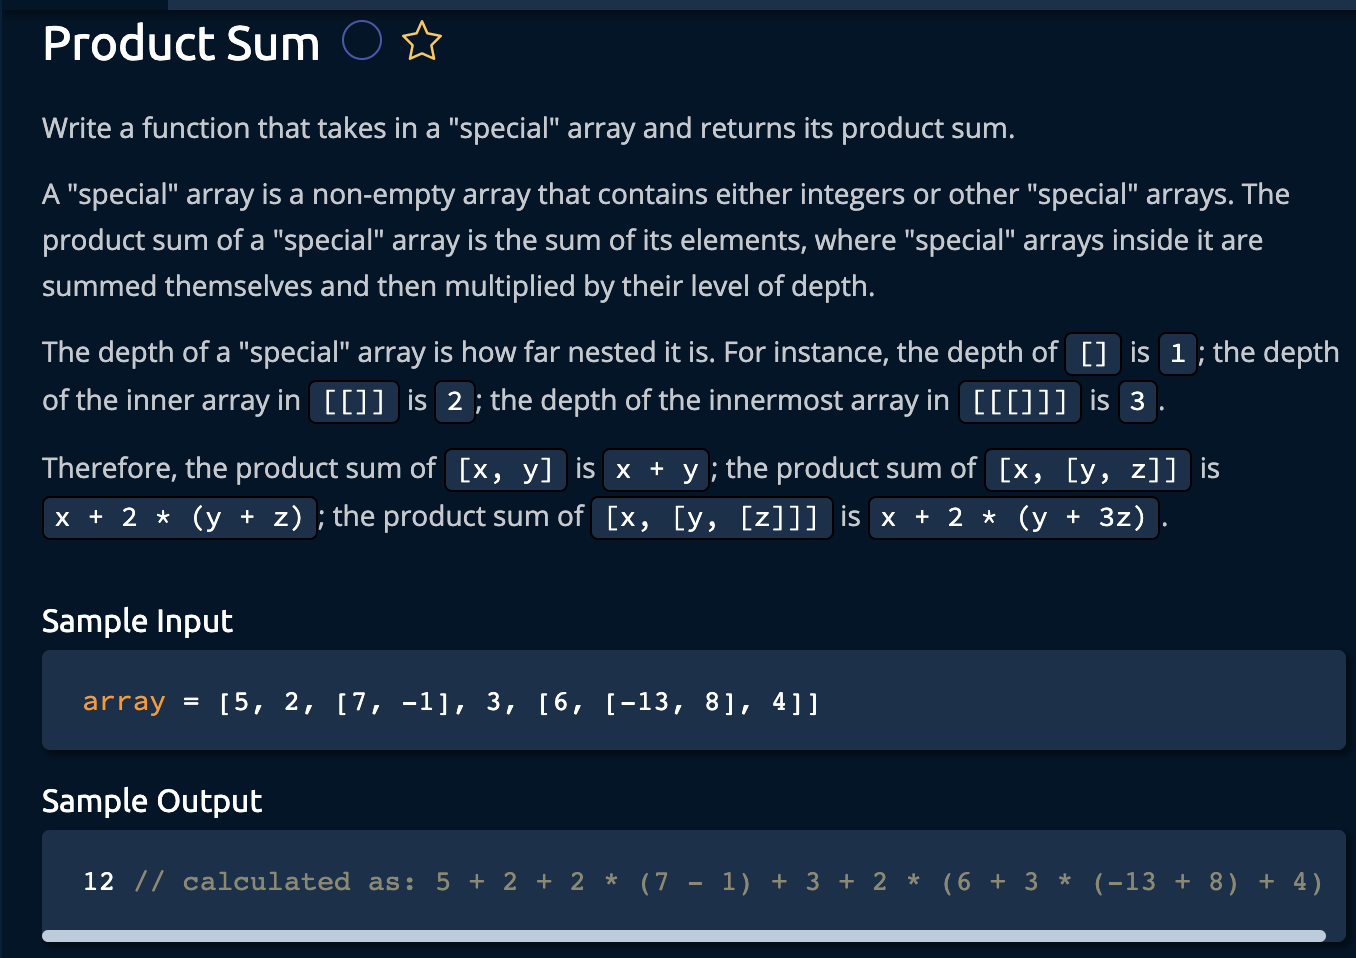 Product Sum
Write a function that takes in a "special" array and returns its product sum.
A "special" array is a non-empty array that contains either integers or other "special" arrays. The
product sum of a "special" array is the sum of its elements, where "special" arrays inside it are
summed themselves and then multiplied by their level of depth.
The depth of a "special" array is how far nested it is. For instance, the depth of [] is 1; the depth
of the inner array in [[]] is 2; the depth of the innermost array in [[[]]] is 3.
Therefore, the product sum of [x, y] is x + y; the product sum of [x, [y, z]] is
x + 2 * (y + z); the product sum of [x, [y, [z]]] is x + 2 * (y + 3z).
Sample Input
array = [5, 2, [7, -1], 3, [6, [-13, 8], 4]]
Sample Output
12 // calculated as: 5 + 2 + 2 * (7 - 1) + 3 + 2 * (6 + 3 * (-13 + 8) + 4)